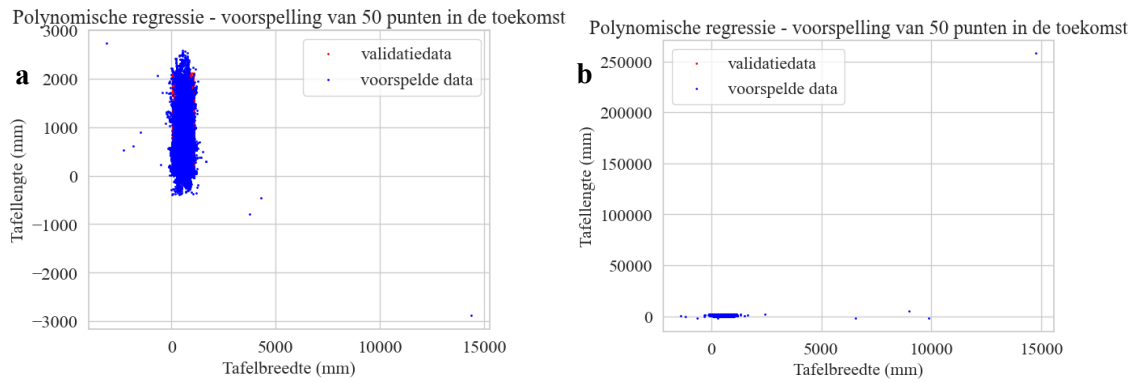 Polynomische regressie - voorspelling van 50 punten in de toekomst
a
validatiedata
voorspelde data
Tafellengte (mm)
3000
2000
1000
0
−1000
−2000
−3000
0
5000
10000
15000
Tafelbreedte (mm)
Polynomische regressie - voorspelling van 50 punten in de toekomst
b
validatiedata
voorspelde data
Tafellengte (mm)
250000
200000
150000
100000
50000
0
0
5000
10000
15000
Tafelbreedte (mm)